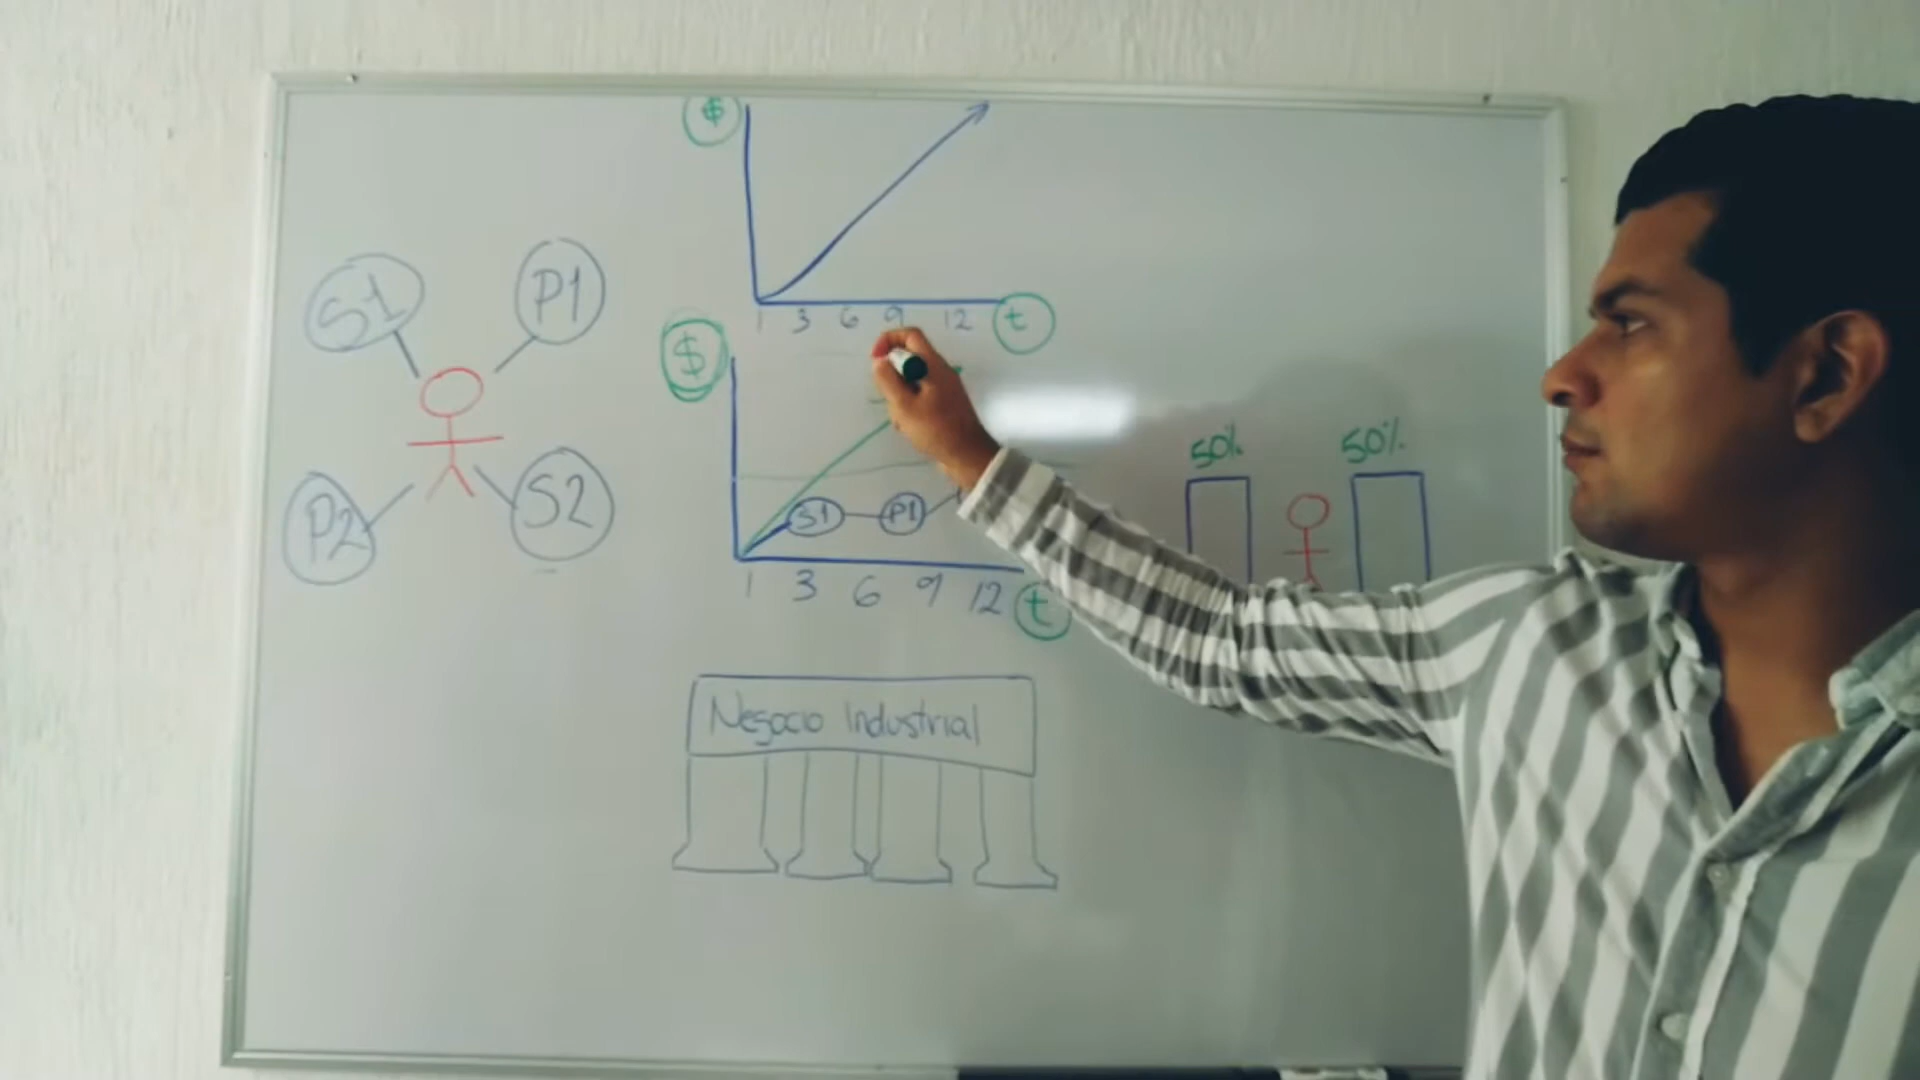 $
1 3 6 9 12 t
S1
P1
P2
S2
$
S1 P1
1 3 6 9 12 t
50% 50%
Negocio Industrial